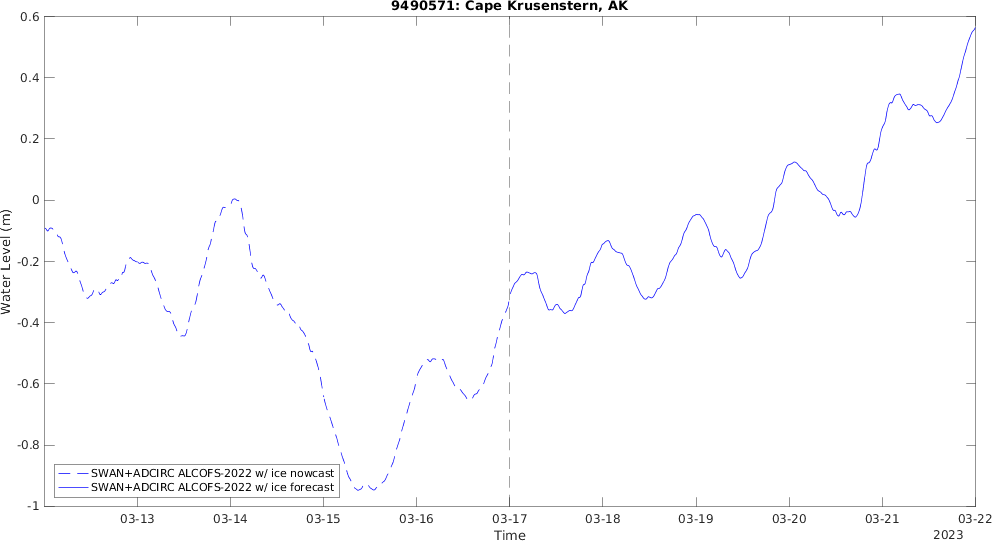 9490571: Cape Krusenstern, AK
0.6
0.4
0.2
0
-0.2
-0.4
-0.6
-0.8
-1
Water Level (m)
SWAN+ADCIRC ALCOFS-2022 w/ ice nowcast
SWAN+ADCIRC ALCOFS-2022 w/ ice forecast
03-13 03-14 03-15 03-16 03-17 03-18 03-19 03-20 03-21 03-22
Time
2023